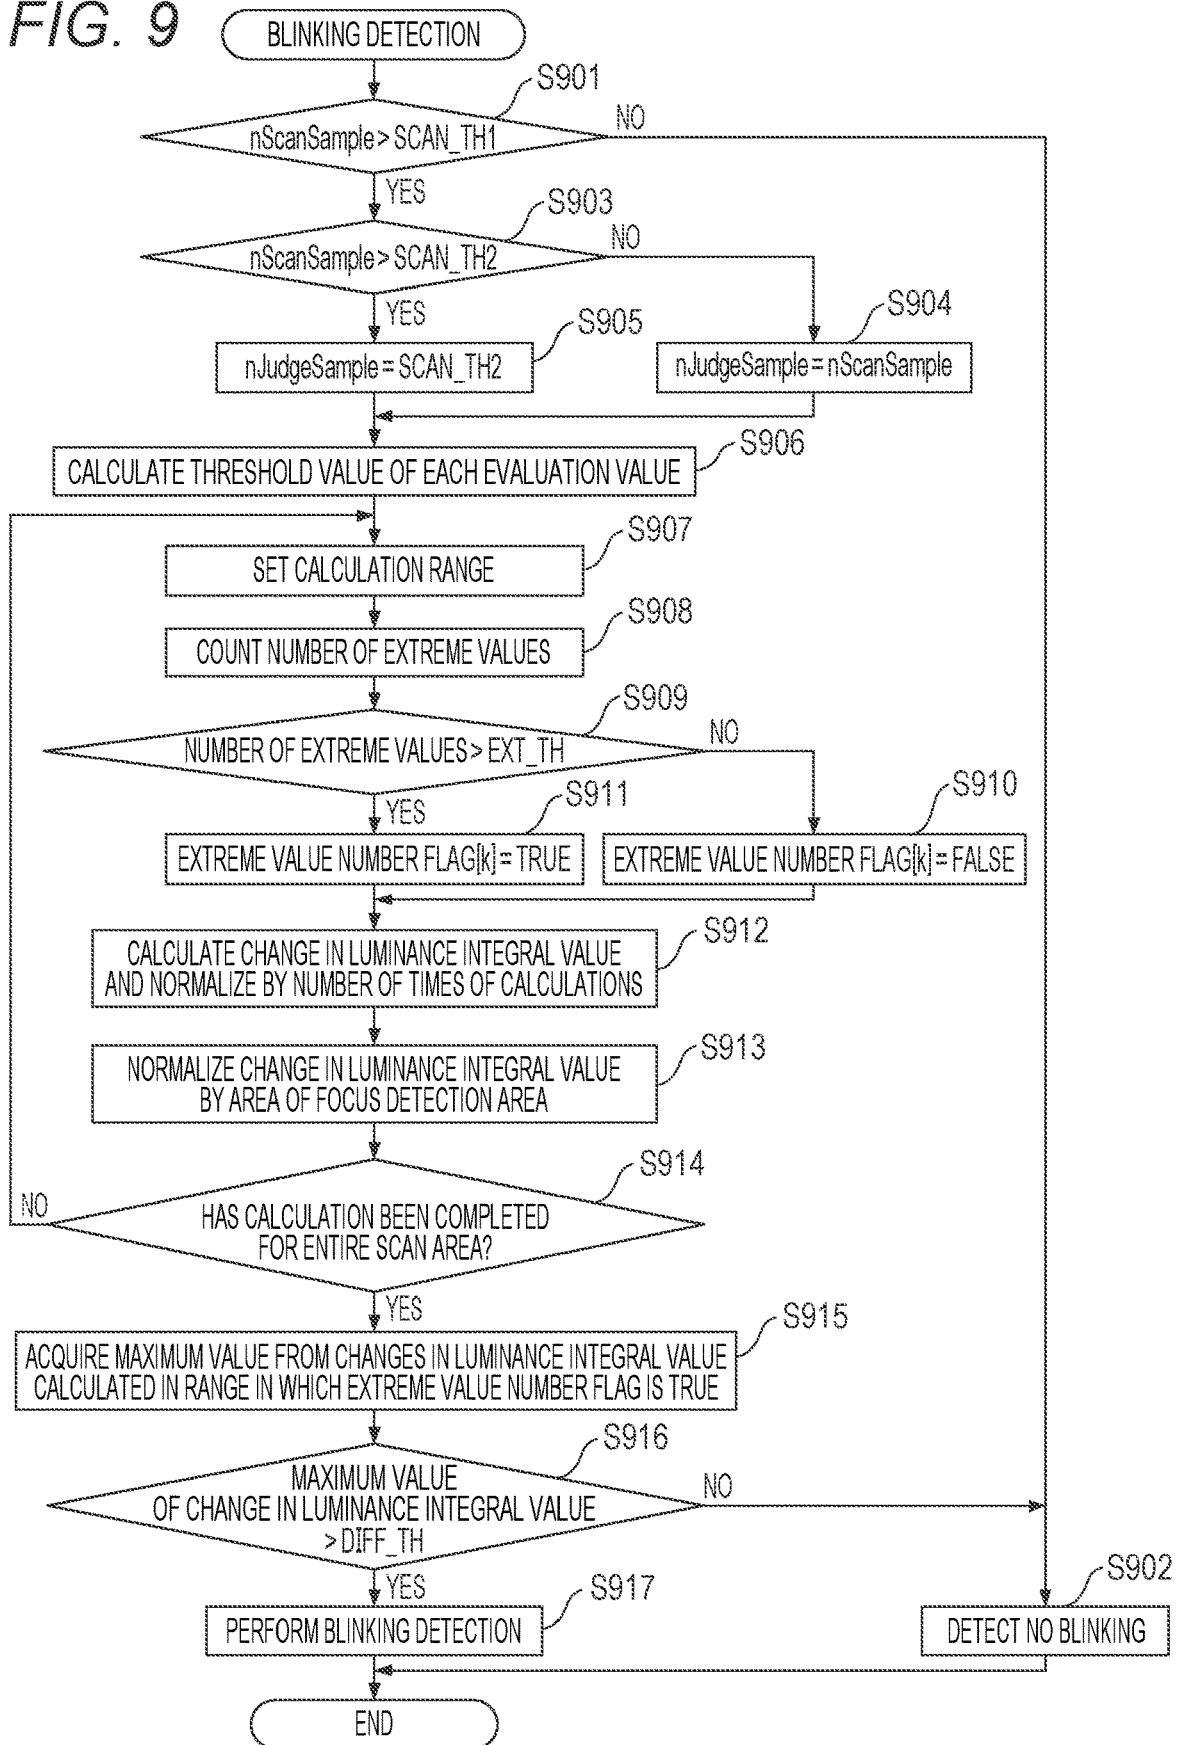 FIG. 9
BLINKING DETECTION
S901
nScanSample > SCAN_TH1
NO
YES
S903
nScanSample > SCAN_TH2
NO
YES
S905
S904
nJudgeSample = SCAN_TH2
nJudgeSample = nScanSample
S906
CALCULATE THRESHOLD VALUE OF EACH EVALUATION VALUE
S907
SET CALCULATION RANGE
S908
COUNT NUMBER OF EXTREME VALUES
S909
NUMBER OF EXTREME VALUES > EXT_TH
NO
YES
S911
S910
EXTREME VALUE NUMBER FLAG[k] = TRUE
EXTREME VALUE NUMBER FLAG[k] = FALSE
S912
CALCULATE CHANGE IN LUMINANCE INTEGRAL VALUE
AND NORMALIZE BY NUMBER OF TIMES OF CALCULATIONS
S913
NORMALIZE CHANGE IN LUMINANCE INTEGRAL VALUE
BY AREA OF FOCUS DETECTION AREA
S914
NO
HAS CALCULATION BEEN COMPLETED
FOR ENTIRE SCAN AREA?
YES
S915
ACQUIRE MAXIMUM VALUE FROM CHANGES IN LUMINANCE INTEGRAL VALUE
CALCULATED IN RANGE IN WHICH EXTREME VALUE NUMBER FLAG IS TRUE
S916
MAXIMUM VALUE
OF CHANGE IN LUMINANCE INTEGRAL VALUE
> DIFF_TH
NO
YES
S917
S902
PERFORM BLINKING DETECTION
DETECT NO BLINKING
END